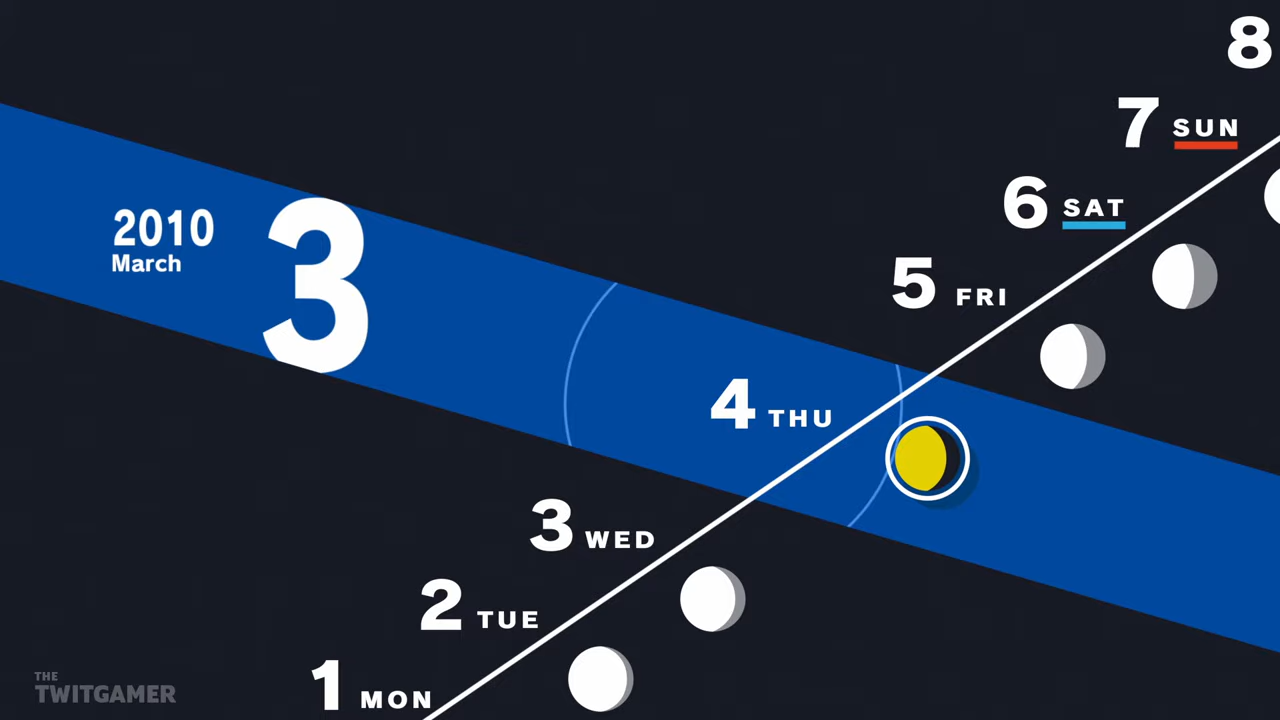 8
7 SUN
6 SAT
2010
March
3
5 FRI
4 THU
3 WED
2 TUE
1 MON
THE
TWITGAMER